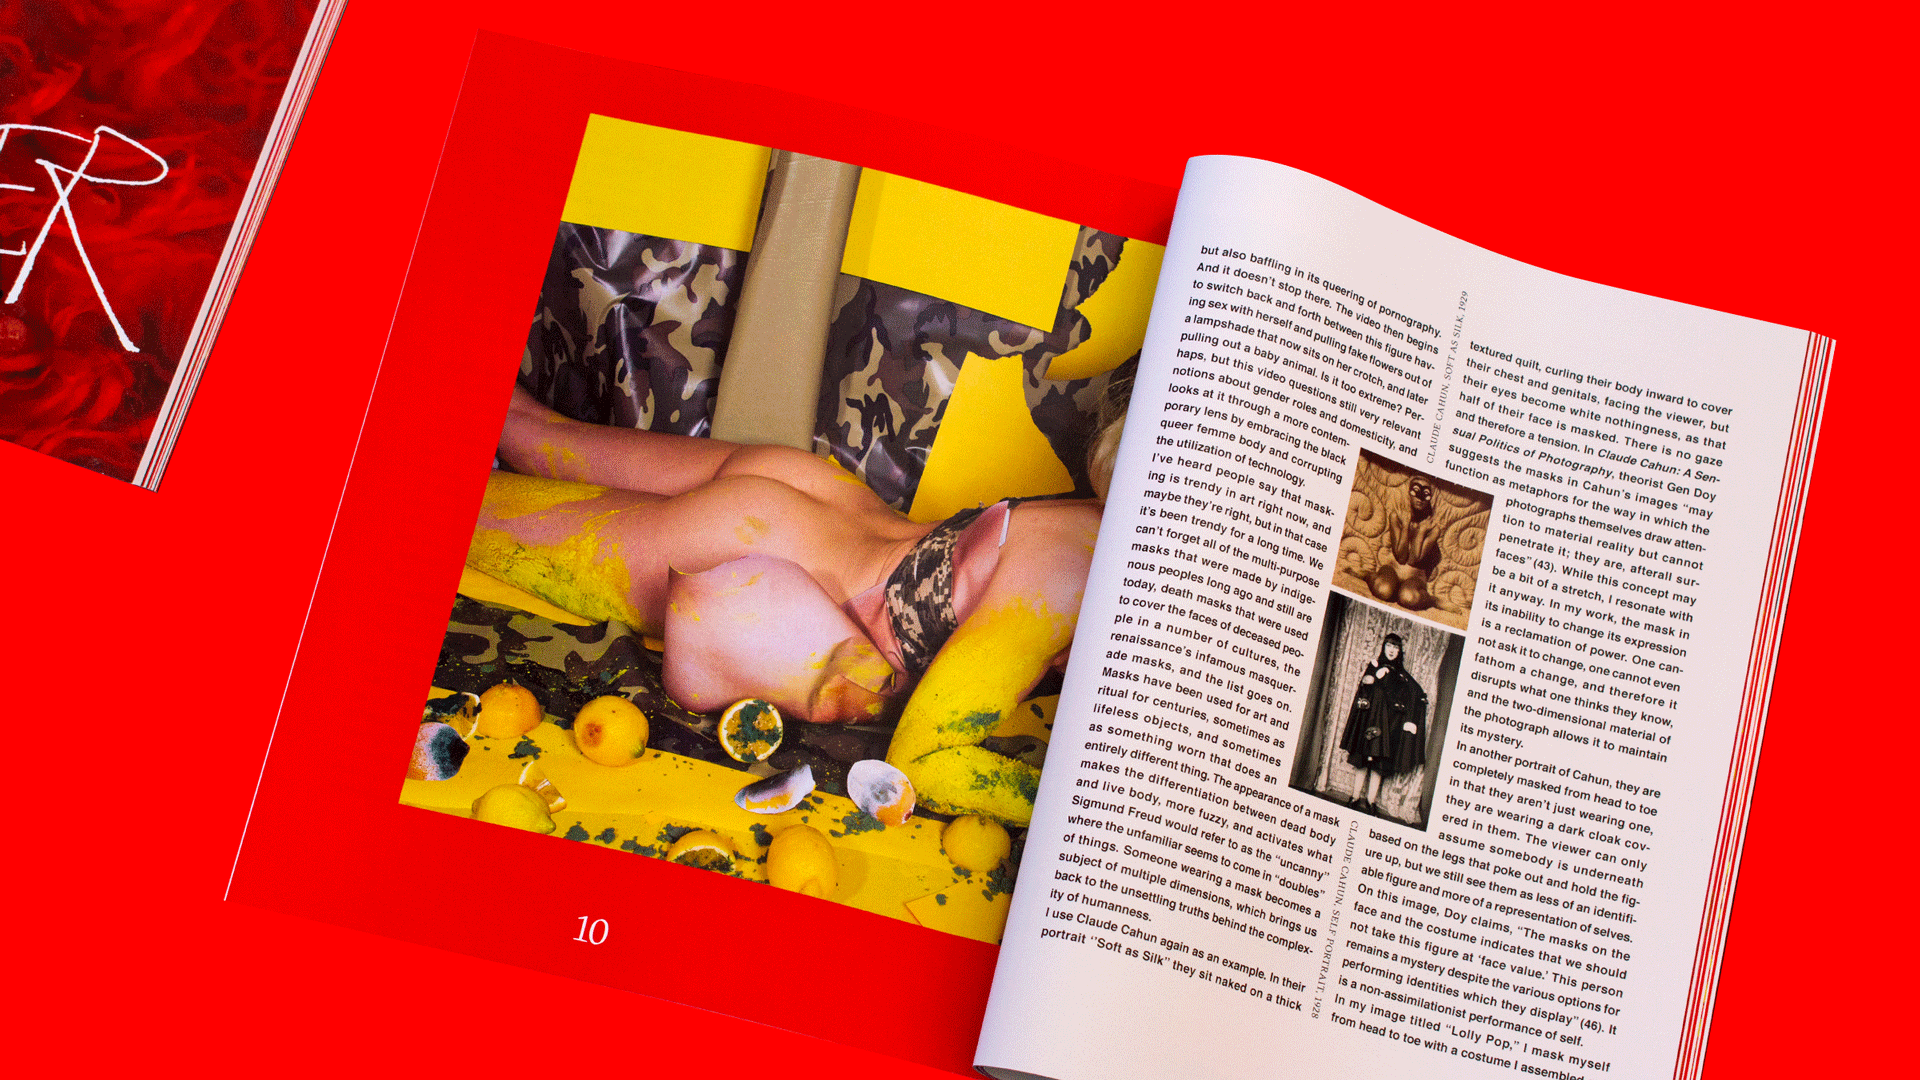 ER
ER
10
but also baffling in its queering of pornography.
And it doesn't stop there. The video then begins
to switch back and forth between this figure hav-
ing sex with herself and pulling fake flowers out of
a lampshade that now sits on her crotch, and later
pulling out a baby animal. Is it too extreme? Per-
haps, but this video questions still very relevant
notions about gender roles and domesticity, and
looks at it through a more contem-
porary lens by embracing the black
queer femme body and corrupting
the utilization of technology.
I've heard people say that mask-
ing is trendy in art right now, and
maybe they're right, but in that case
it's been trendy for a long time. We
can't forget all of the multi-purpose
masks that were made by indige-
nous peoples long ago and still are
today, death masks that were used
to cover the faces of deceased peo-
ple in a number of cultures, the
renaissance's infamous masquer-
ade masks, and the list goes on.
Masks have been used for art and
ritual for centuries, sometimes as
lifeless objects, and sometimes
as something worn that does an
entirely different thing. The appearance of a mask
makes the differentiation between dead body
and live body, more fuzzy, and activates what
Sigmund Freud would refer to as the "uncanny"
where the unfamiliar seems to come in "doubles"
of things. Someone wearing a mask becomes a
subject of multiple dimensions, which brings us
back to the unsettling truths behind the complex-
ity of humanness.
I use Claude Cahun again as an example. In their
portrait ''Soft as Silk'' they sit naked on a thick
CLAUDE CAHUN, SOFT AS SILK, 1929
CLAUDE CAHUN, SELF PORTRAIT, 1928
textured quilt, curling their body inward to cover
their chest and genitals, facing the viewer, but
their eyes become white nothingness, as that
half of their face is masked. There is no gaze
and therefore a tension. In Claude Cahun: A Sen-
sual Politics of Photography, theorist Gen Doy
suggests the masks in Cahun's images "may
function as metaphors for the way in which the
photographs themselves draw atten-
tion to material reality but cannot
penetrate it; they are, afterall sur-
faces" (43). While this concept may
be a bit of a stretch, I resonate with
it anyway. In my work, the mask in
its inability to change its expression
is a reclamation of power. One can-
not ask it to change, one cannot even
fathom a change, and therefore it
disrupts what one thinks they know,
and the two-dimensional material of
the photograph allows it to maintain
its mystery.
In another portrait of Cahun, they are
completely masked from head to toe
in that they aren't just wearing one,
they are wearing a dark cloak cov-
ered in them. The viewer can only
assume somebody is underneath
based on the legs that poke out and hold the fig-
ure up, but we still see them as less of an identifi-
able figure and more of a representation of selves.
On this image, Doy claims, "The masks on the
face and the costume indicates that we should
not take this figure at 'face value.' This person
remains a mystery despite the various options for
performing identities which they display" (46). It
is a non-assimilationist performance of self.
In my image titled "Lolly Pop," I mask myself
from head to toe with a costume I assembled